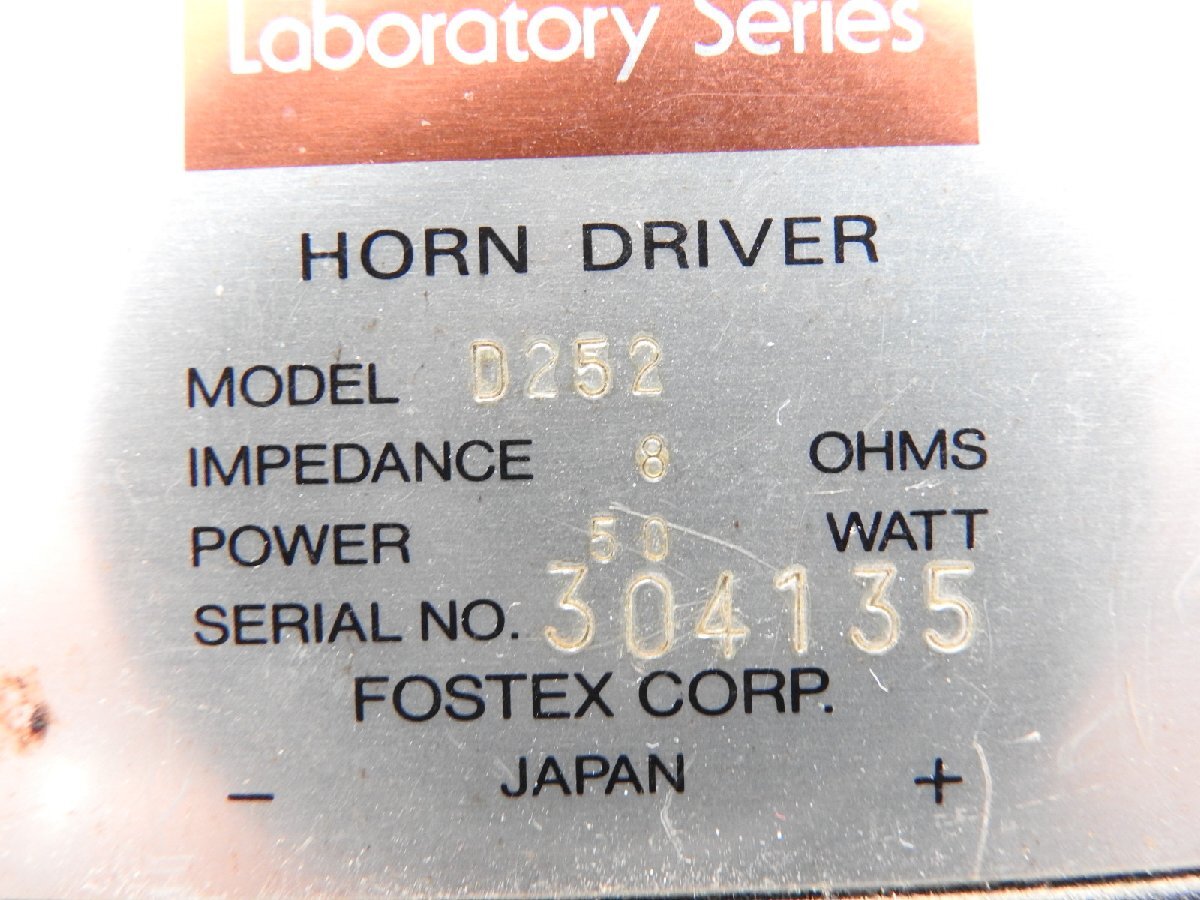 Laboratory Series
HORN DRIVER
MODEL D252
IMPEDANCE 8 OHMS
POWER 50 WATT
SERIAL NO. 304135
FOSTEX CORP.
JAPAN
- +